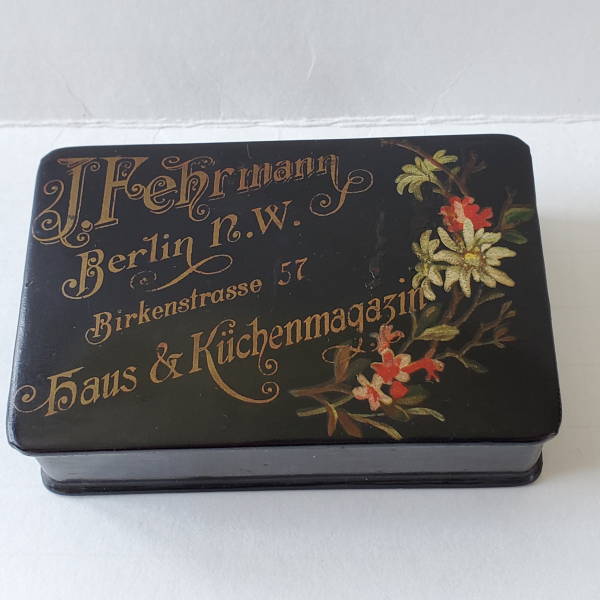 J. Fehrmann
Berlin N.W.
Birkenstrasse 57
Haus & Küchenmagazin